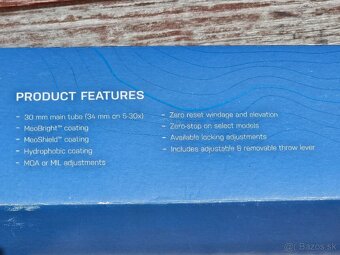 PRODUCT FEATURES
- 30 mm main tube (34 mm on 5-30x)
- MeoBright™ coating
- MeoShield™ coating
- Hydrophobic coating
- MOA or MIL adjustments
- Zero reset windage and elevation
- Zero-stop on select models
- Available locking adjustments
- Includes adjustable & removable throw lever
Bazos.sk